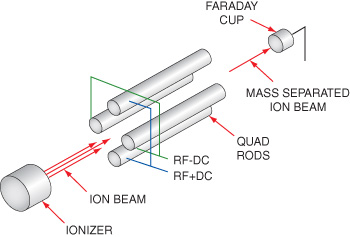 FARADAY
CUP
MASS SEPARATED
ION BEAM
QUAD
RODS
RF-DC
RF+DC
ION BEAM
IONIZER